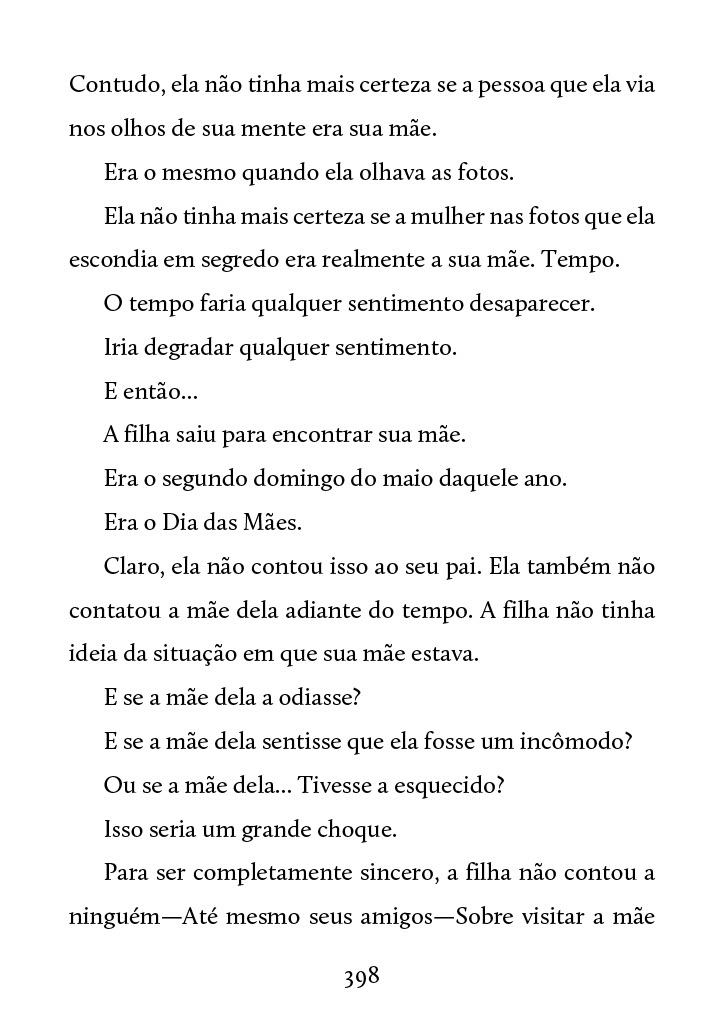 Contudo, ela não tinha mais certeza se a pessoa que ela via
nos olhos de sua mente era sua mãe.
Era o mesmo quando ela olhava as fotos.
Ela não tinha mais certeza se a mulher nas fotos que ela
escondia em segredo era realmente a sua mãe. Tempo.
O tempo faria qualquer sentimento desaparecer.
Iria degradar qualquer sentimento.
E então...
A filha saiu para encontrar sua mãe.
Era o segundo domingo do maio daquele ano.
Era o Dia das Mães.
Claro, ela não contou isso ao seu pai. Ela também não
contatou a mãe dela adiante do tempo. A filha não tinha
ideia da situação em que sua mãe estava.
E se a mãe dela a odiasse?
E se a mãe dela sentisse que ela fosse um incômodo?
Ou se a mãe dela... Tivesse a esquecido?
Isso seria um grande choque.
Para ser completamente sincero, a filha não contou a
ninguém—Até mesmo seus amigos—Sobre visitar a mãe
398